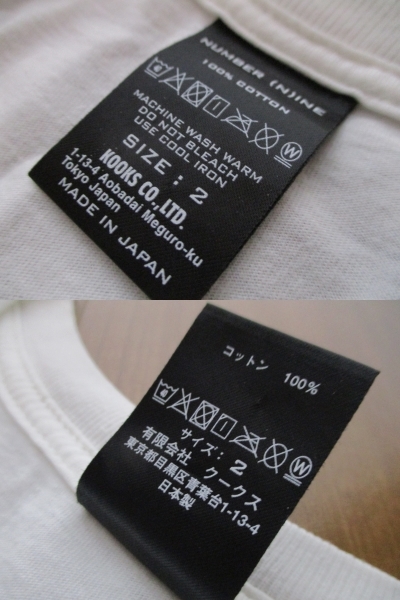 NUMBER (N)INE
100% COTTON
MACHINE WASH WARM
DO NOT BLEACH
USE COOL IRON
SIZE : 2
KOOKS CO.,LTD.
1-13-4 Aobadai Meguro-ku
Tokyo Japan
MADE IN JAPAN
コットン 100%
サイズ : 2
有限会社 クークス
東京都目黒区青葉台1-13-4
日本製